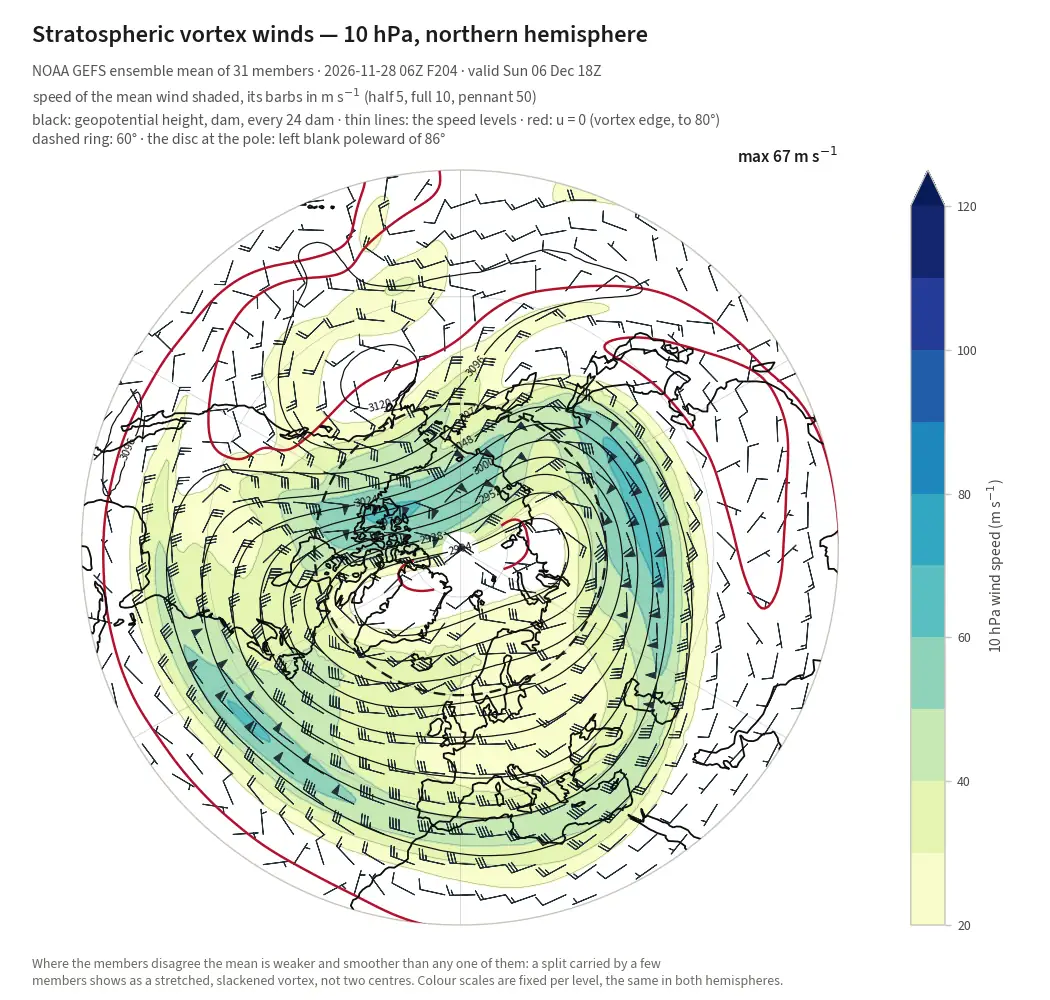 Stratospheric vortex winds — 10 hPa, northern hemisphere
NOAA GEFS ensemble mean of 31 members · 2026-11-28 06Z F204 · valid Sun 06 Dec 18Z
speed of the mean wind shaded, its barbs in m s⁻¹ (half 5, full 10, pennant 50)
black: geopotential height, dam, every 24 dam · thin lines: the speed levels · red: u = 0 (vortex edge, to 80°)
dashed ring: 60° · the disc at the pole: left blank poleward of 86°
max 67 m s⁻¹
120
100
80
60
40
20
10 hPa wind speed (m s⁻¹)
3096
3120
3096
3024
Where the members disagree the mean is weaker and smoother than any one of them: a split carried by a few
members shows as a stretched, slackened vortex, not two centres. Colour scales are fixed per level, the same in both hemispheres.